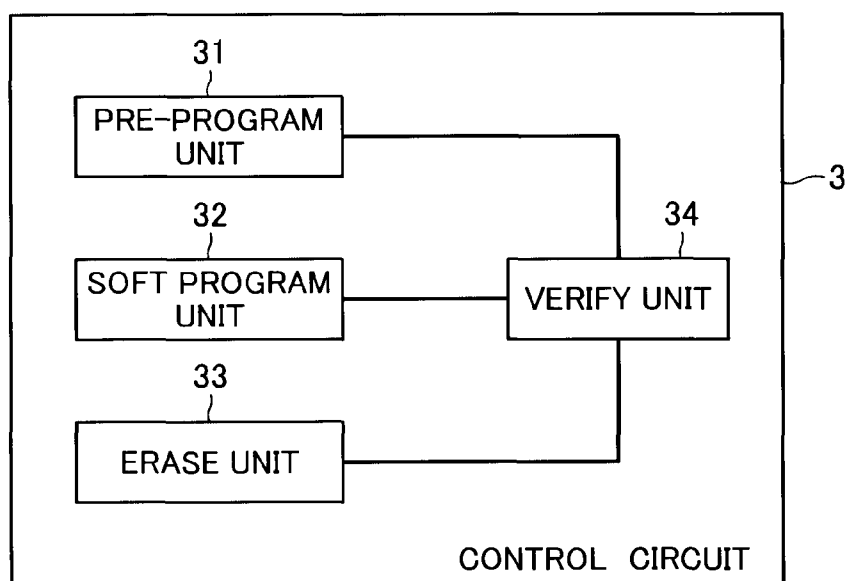 31
PRE-PROGRAM
UNIT
3
32
SOFT PROGRAM
UNIT
34
VERIFY UNIT
33
ERASE UNIT
CONTROL CIRCUIT